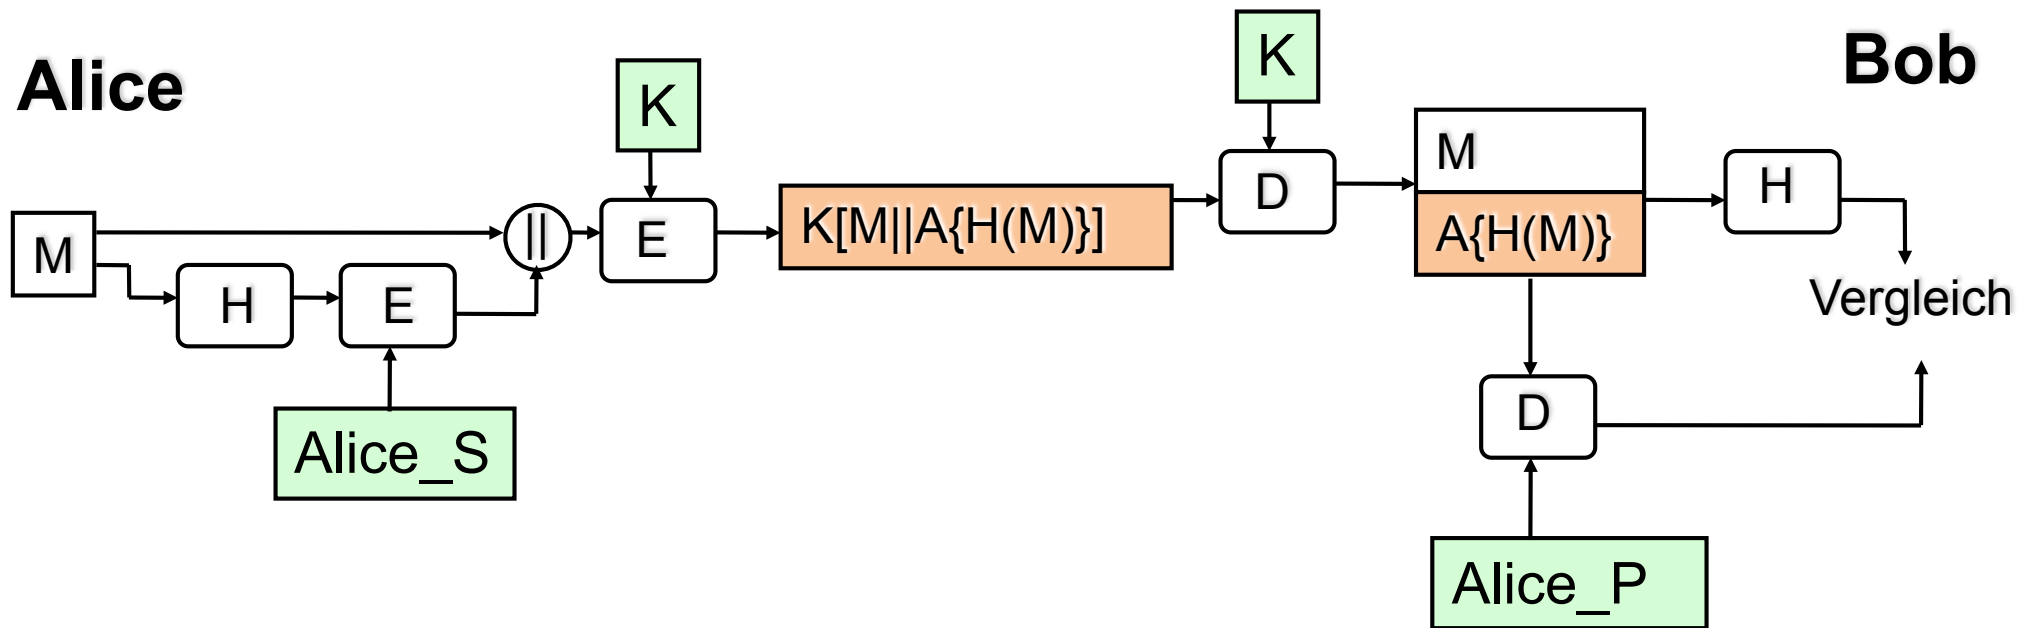 Alice
K
K
Bob
M
H
E
||
E
K[M||A{H(M)}]
D
M
A{H(M)}
H
Vergleich
D
Alice_S
Alice_P